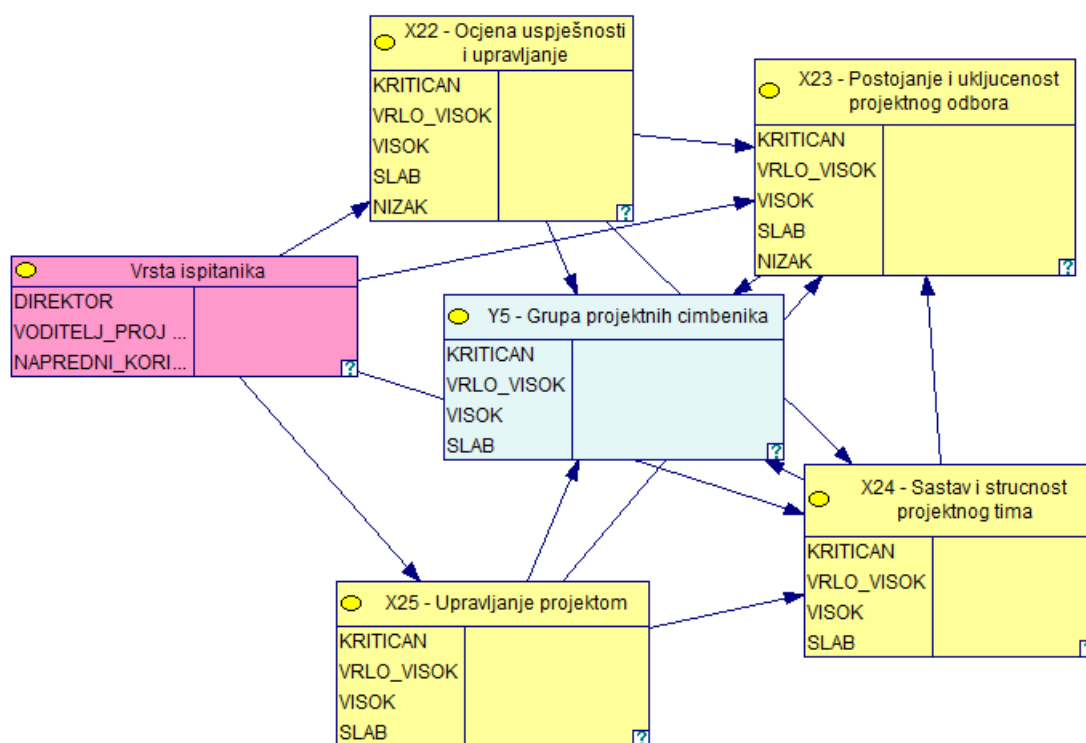 X22 - Ocjena uspješnosti
i upravljanje
KRITICAN
VRLO_VISOK
VISOK
SLAB
NIZAK
?
X23 - Postojanje i ukljucenost
projektnog odbora
KRITICAN
VRLO_VISOK
VISOK
SLAB
NIZAK
?
Vrsta ispitanika
DIREKTOR
VODITELJ_PROJ ...
NAPREDNI_KORI...
?
Y5 - Grupa projektnih cimbenika
KRITICAN
VRLO_VISOK
VISOK
SLAB
?
X24 - Sastav i strucnost
projektnog tima
KRITICAN
VRLO_VISOK
VISOK
SLAB
?
X25 - Upravljanje projektom
KRITICAN
VRLO_VISOK
VISOK
SLAB
?